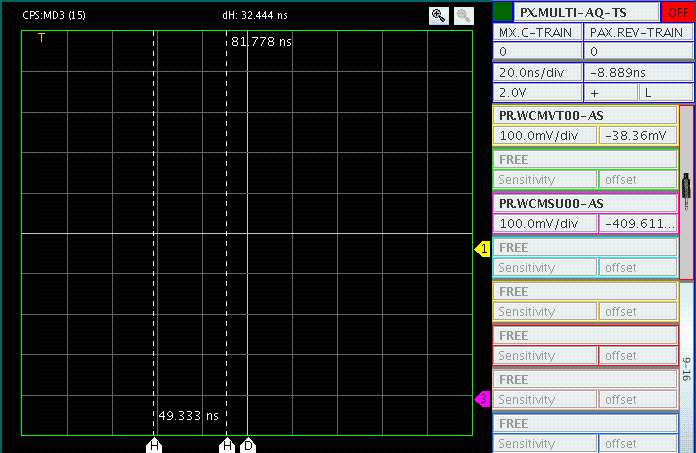 CPS:MD3 (15)
dH: 32.444 ns
T
81.778 ns
49.333 ns
H
H
D
1
3
PX.MULTI-AQ-TS
OFF
MX.C-TRAIN
PAX.REV-TRAIN
0
0
20.0ns/div
-8.889ns
2.0V
+
L
PR.WCMVT00-AS
100.0mV/div
-38.36mV
FREE
Sensitivity
offset
PR.WCMSU00-AS
100.0mV/div
-409.611...
FREE
Sensitivity
offset
FREE
Sensitivity
offset
FREE
Sensitivity
offset
FREE
Sensitivity
offset
FREE
Sensitivity
offset
9-16